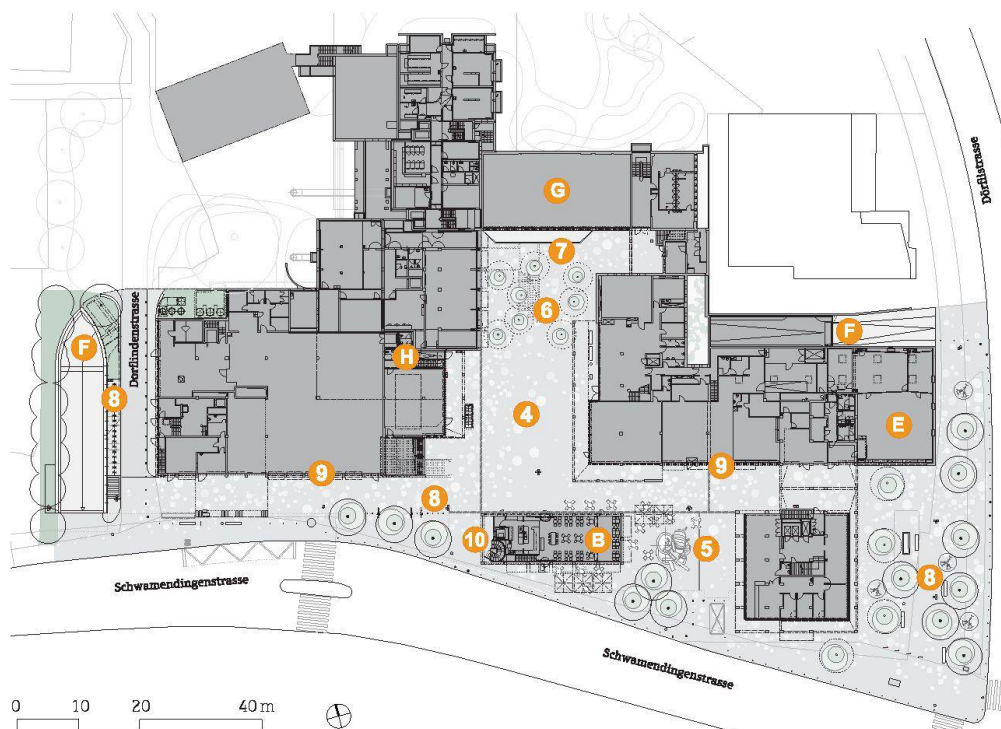 Dörflistrasse
G
7
6
F
F
Dorflindenstrasse
H
8
4
E
9
9
8
10
B
5
8
Schwamendingenstrasse
Schwamendingenstrasse
0 10 20 40 m